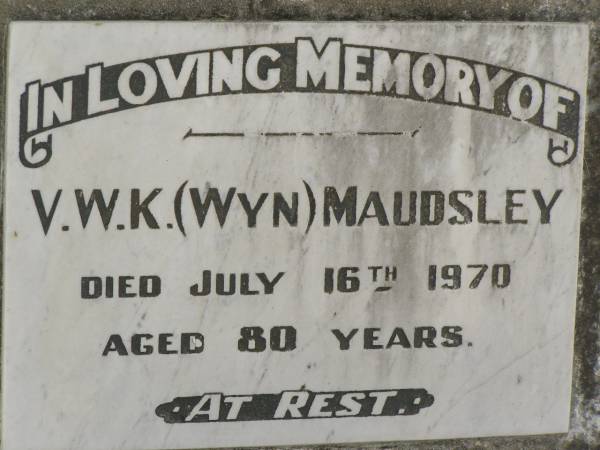 IN LOVING MEMORY OF
V.W.K. (WYN) MAUDSLEY
DIED JULY 16TH 1970
AGED 80 YEARS.
AT REST.